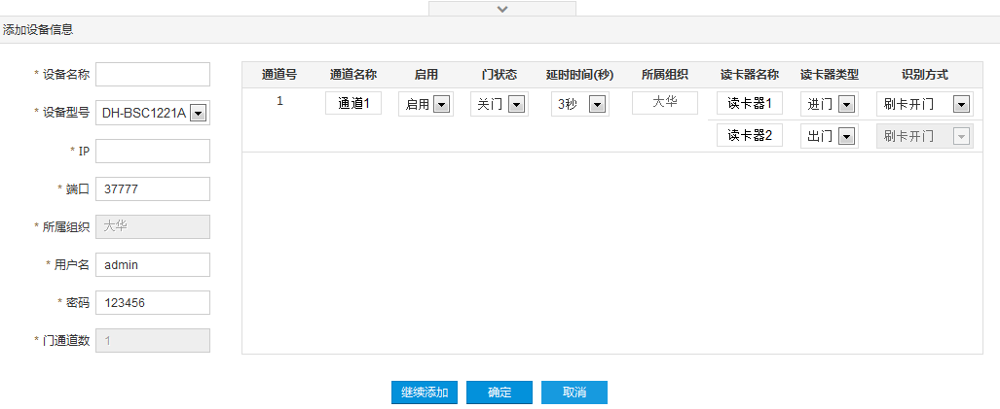 添加设备信息
* 设备名称
* 设备型号 DH-BSC1221A
* IP
* 端口 37777
* 所属组织 大华
* 用户名 admin
* 密码 123456
* 门通道数 1
通道号 通道名称 启用 门状态 延时时间(秒) 所属组织 读卡器名称 读卡器类型 识别方式
1 通道1 启用 关门 3秒 大华 读卡器1 进门 刷卡开门
读卡器2 出门 刷卡开门
继续添加 确定 取消